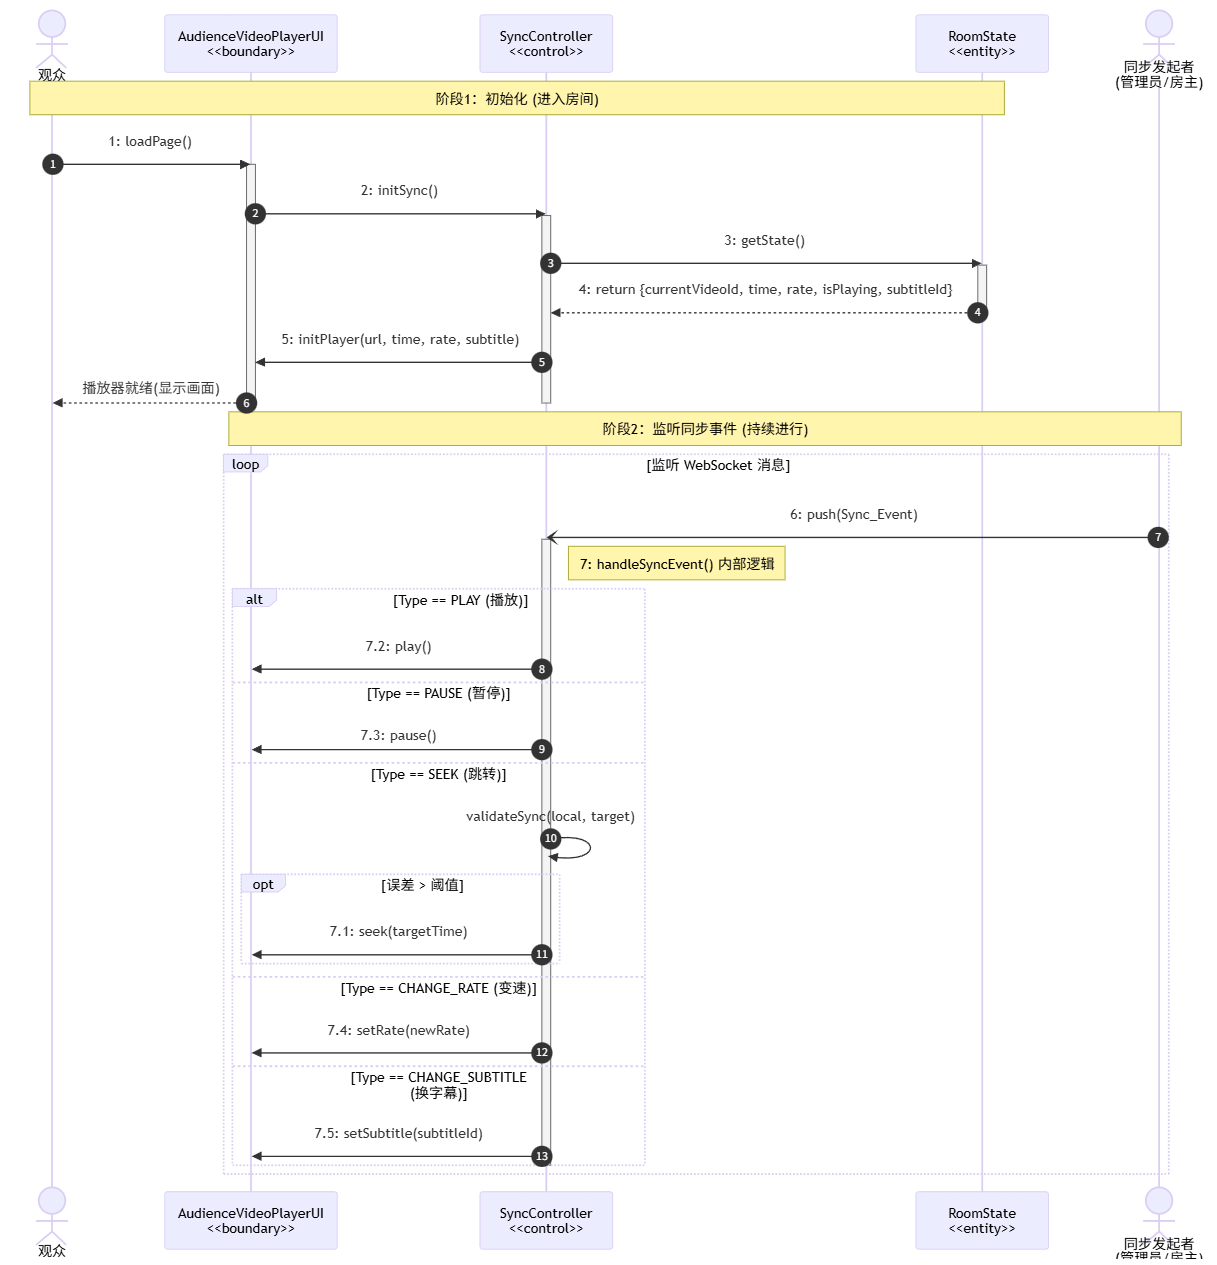 观众
AudienceVideoPlayerUI
<<boundary>>
SyncController
<<control>>
RoomState
<<entity>>
同步发起者
(管理员/房主)
阶段1：初始化 (进入房间)
1: loadPage()
1
2: initSync()
2
3: getState()
3
4: return {currentVideoId, time, rate, isPlaying, subtitleId}
4
5: initPlayer(url, time, rate, subtitle)
5
播放器就绪(显示画面)
6
阶段2：监听同步事件 (持续进行)
loop
[监听 WebSocket 消息]
6: push(Sync_Event)
7
7: handleSyncEvent() 内部逻辑
alt
[Type == PLAY (播放)]
7.2: play()
8
[Type == PAUSE (暂停)]
7.3: pause()
9
[Type == SEEK (跳转)]
validateSync(local, target)
10
opt
[误差 > 阈值]
7.1: seek(targetTime)
11
[Type == CHANGE_RATE (变速)]
7.4: setRate(newRate)
12
[Type == CHANGE_SUBTITLE
(换字幕)]
7.5: setSubtitle(subtitleId)
13
观众
AudienceVideoPlayerUI
<<boundary>>
SyncController
<<control>>
RoomState
<<entity>>
同步发起者
(管理员/房主)